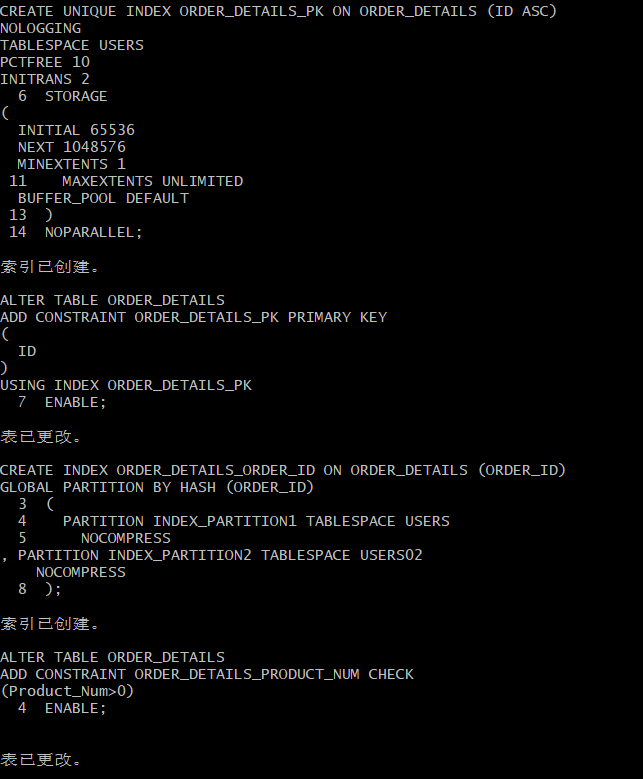 CREATE UNIQUE INDEX ORDER_DETAILS_PK ON ORDER_DETAILS (ID ASC)
NOLOGGING
TABLESPACE USERS
PCTFREE 10
INITRANS 2
  6  STORAGE
(
  INITIAL 65536
  NEXT 1048576
  MINEXTENTS 1
 11    MAXEXTENTS UNLIMITED
  BUFFER_POOL DEFAULT
 13  )
 14  NOPARALLEL;
索引已创建。
ALTER TABLE ORDER_DETAILS
ADD CONSTRAINT ORDER_DETAILS_PK PRIMARY KEY
(
  ID
)
USING INDEX ORDER_DETAILS_PK
  7  ENABLE;
表已更改。
CREATE INDEX ORDER_DETAILS_ORDER_ID ON ORDER_DETAILS (ORDER_ID)
GLOBAL PARTITION BY HASH (ORDER_ID)
  3  (
  4    PARTITION INDEX_PARTITION1 TABLESPACE USERS
  5      NOCOMPRESS
, PARTITION INDEX_PARTITION2 TABLESPACE USERS02
    NOCOMPRESS
  8  );
索引已创建。
ALTER TABLE ORDER_DETAILS
ADD CONSTRAINT ORDER_DETAILS_PRODUCT_NUM CHECK
(Product_Num>0)
  4  ENABLE;
表已更改。